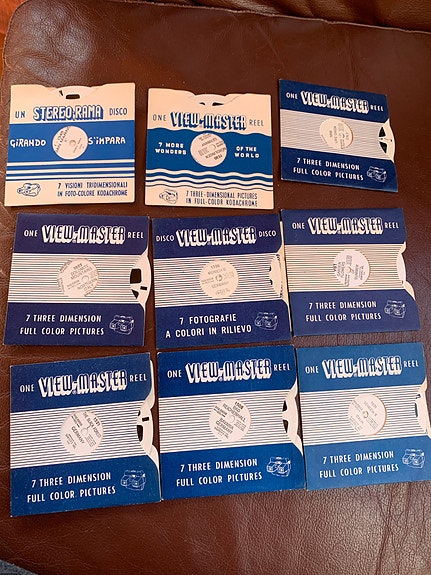 UN STEREO-RAMA DISCO
GIRANDO S'IMPARA
7 VISIONI TRIDIMENSIONALI
IN FOTO-COLORE KODACHROME
ONE VIEW-MASTER REEL
7 MORE OF THE
WONDERS WORLD
7 THREE-DIMENSIONAL PICTURES
IN FULL-COLOR KODACHROME
ONE VIEW-MASTER REEL
7 THREE DIMENSION
FULL COLOR PICTURES
ONE VIEW-MASTER REEL
7 THREE DIMENSION
FULL COLOR PICTURES
DISCO VIEW-MASTER DISCO
7 FOTOGRAFIE
A COLORI IN RILIEVO
ONE VIEW-MASTER REEL
7 THREE DIMENSION
FULL COLOR PICTURES
ONE VIEW-MASTER REEL
7 THREE DIMENSION
FULL COLOR PICTURES
ONE VIEW-MASTER REEL
7 THREE DIMENSION
FULL COLOR PICTURES
ONE VIEW-MASTER REEL
7 THREE DIMENSION
FULL COLOR PICTURES